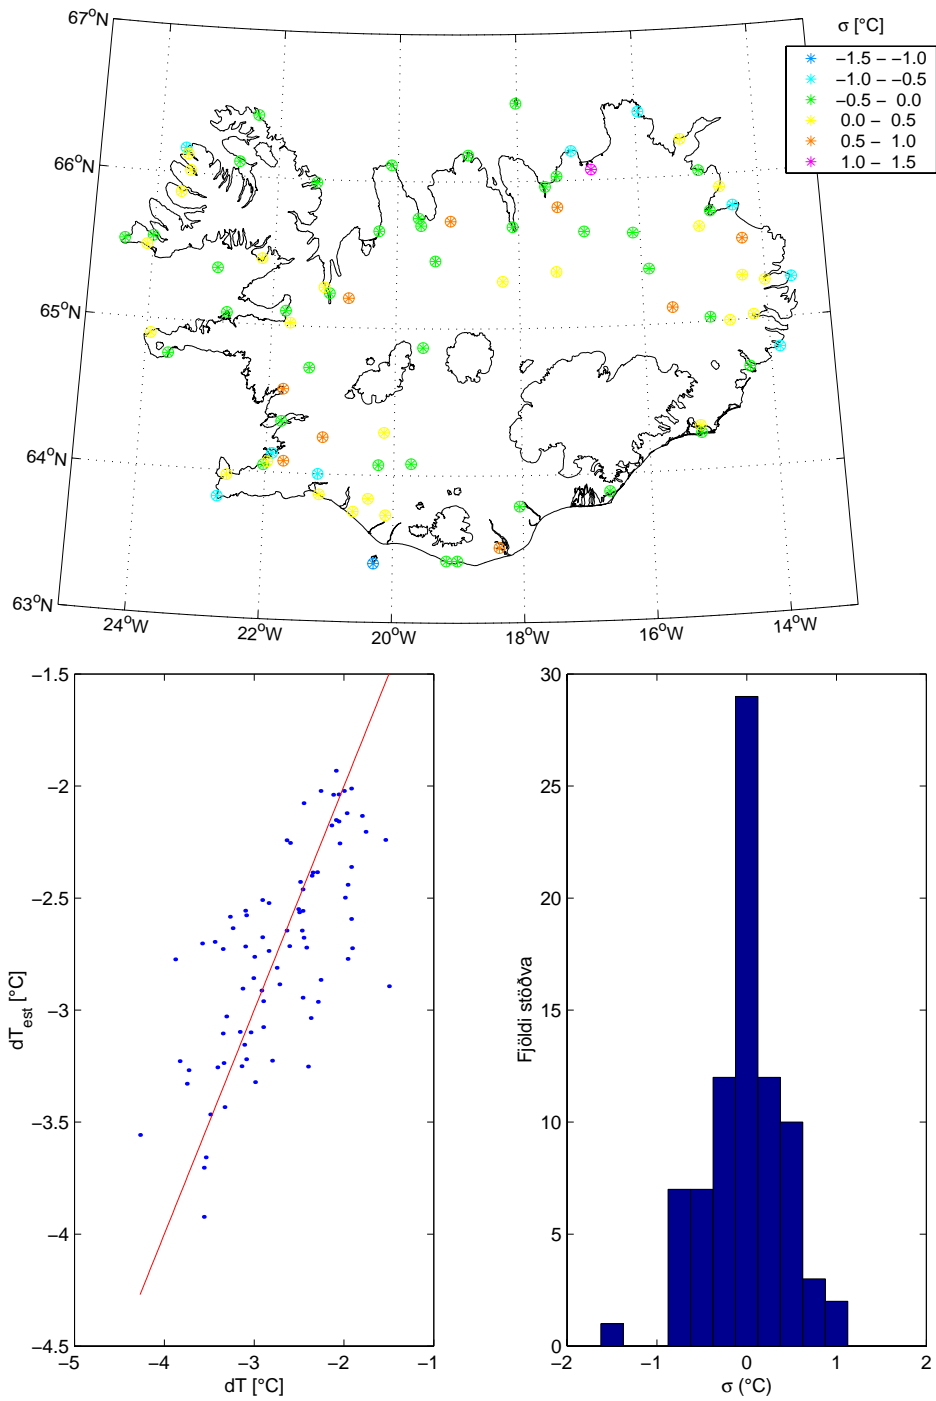 σ [°C]
−1.5 − −1.0
−1.0 − −0.5
−0.5 − 0.0
0.0 − 0.5
0.5 − 1.0
1.0 − 1.5
67°N
66°N
65°N
64°N
63°N
24°W
22°W
20°W
18°W
16°W
14°W
−1.5
−2
−2.5
−3
−3.5
−4
−4.5
dTest [°C]
−5
−4
−3
−2
−1
dT [°C]
30
25
20
15
10
5
0
Fjöldi stöðva
−2
−1
0
1
2
σ (°C)